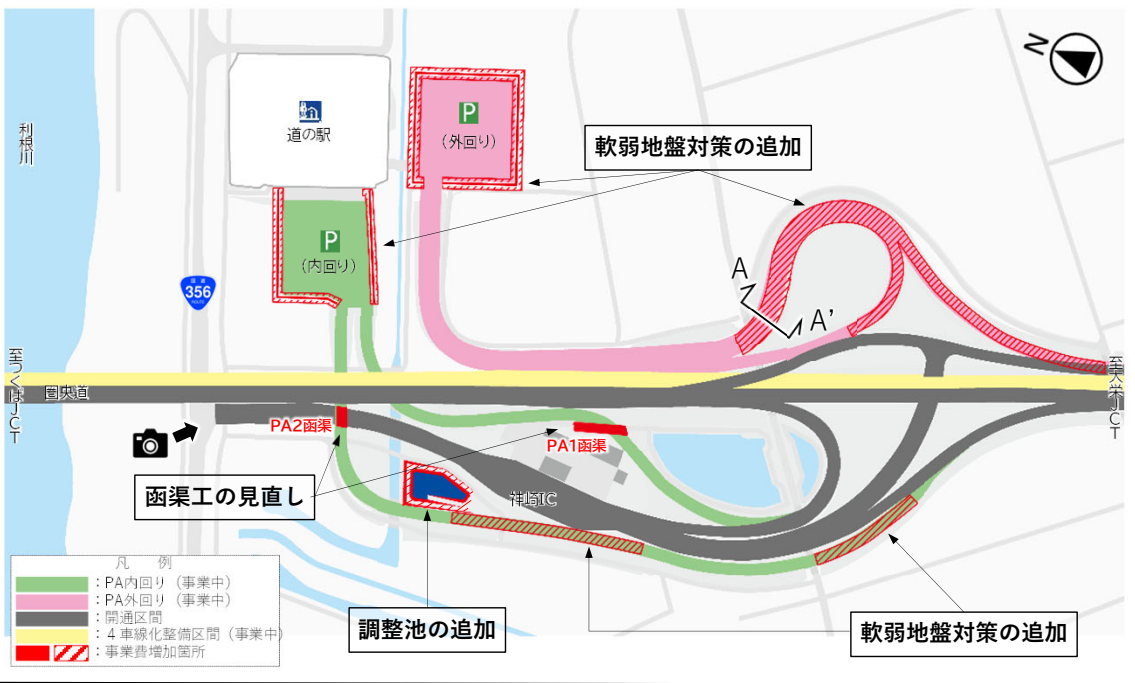 N
利根川
道の駅
P
(外回り)
軟弱地盤対策の追加
P
(内回り)
国道
356
ROUTE
A
A'
至つくばJCT
圏央道
至大栄JCT
PA2函渠
PA1函渠
函渠工の見直し
神崎IC
調整池の追加
軟弱地盤対策の追加
凡 例
：PA内回り（事業中）
：PA外回り（事業中）
：開通区間
：４車線化整備区間（事業中）
：事業費増加箇所